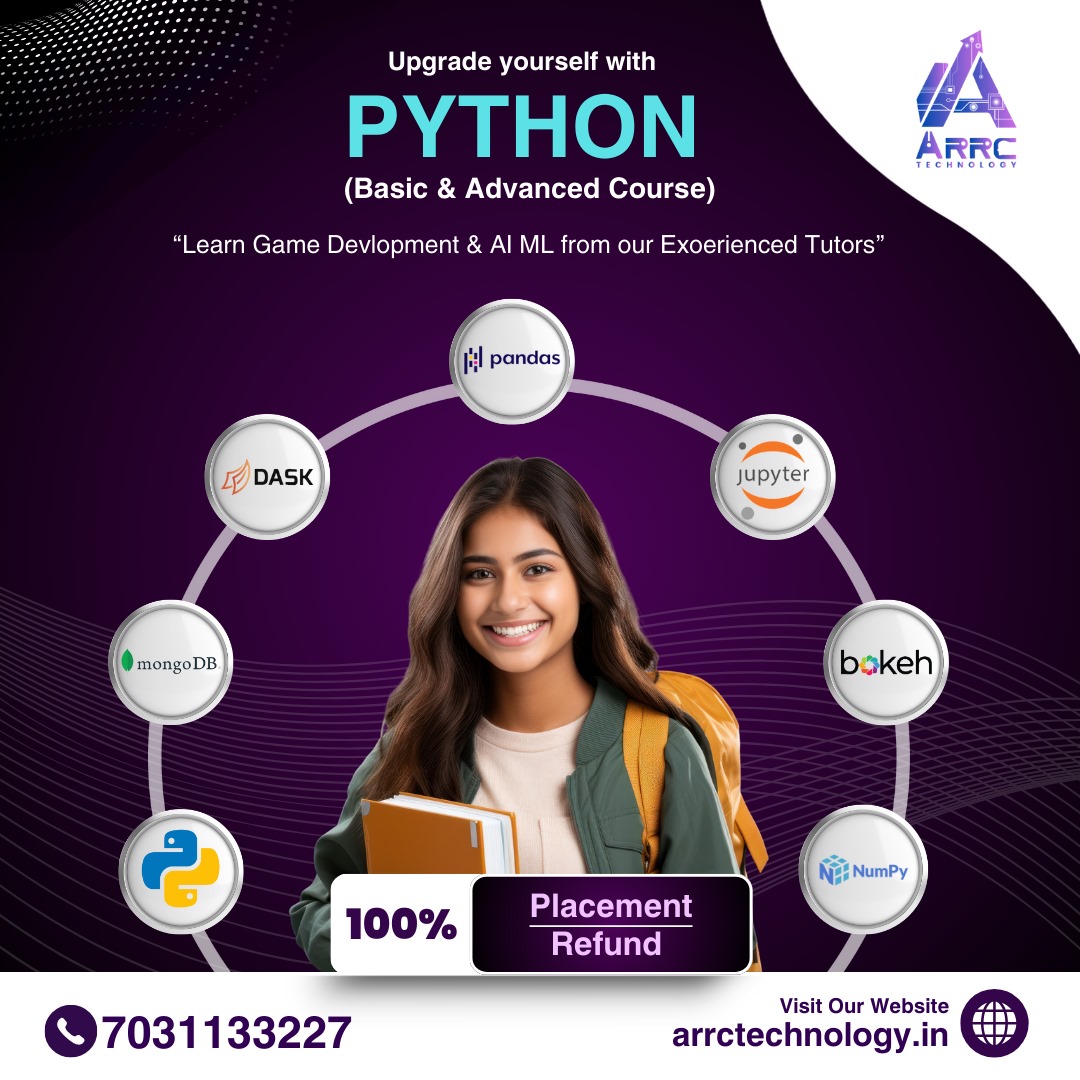 Upgrade yourself with
PYTHON
ARRC
TECHNOLOGY
(Basic & Advanced Course)
“Learn Game Devlopment & AI ML from our Exoerienced Tutors”
pandas
DASK
jupyter
mongoDB
bokeh
NumPy
100%
Placement
Refund
7031133227
Visit Our Website
arrctechnology.in